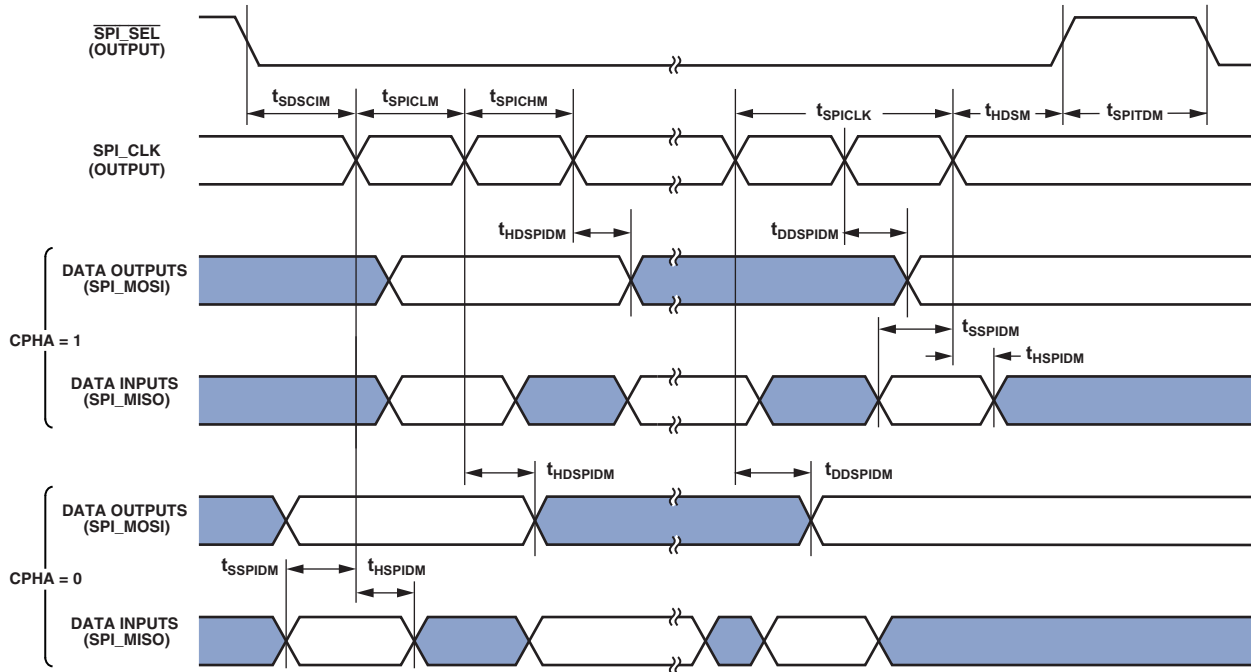 SPI_SEL
(OUTPUT)
tSDSCIM
tSPICLM
tSPICHM
tSPICLK
tHDSM
tSPITDM
SPI_CLK
(OUTPUT)
tHDSPIDM
tDDSPIDM
DATA OUTPUTS
(SPI_MOSI)
CPHA = 1
tSSPIDM
tHSPIDM
DATA INPUTS
(SPI_MISO)
tHDSPIDM
tDDSPIDM
DATA OUTPUTS
(SPI_MOSI)
CPHA = 0
tSSPIDM
tHSPIDM
DATA INPUTS
(SPI_MISO)